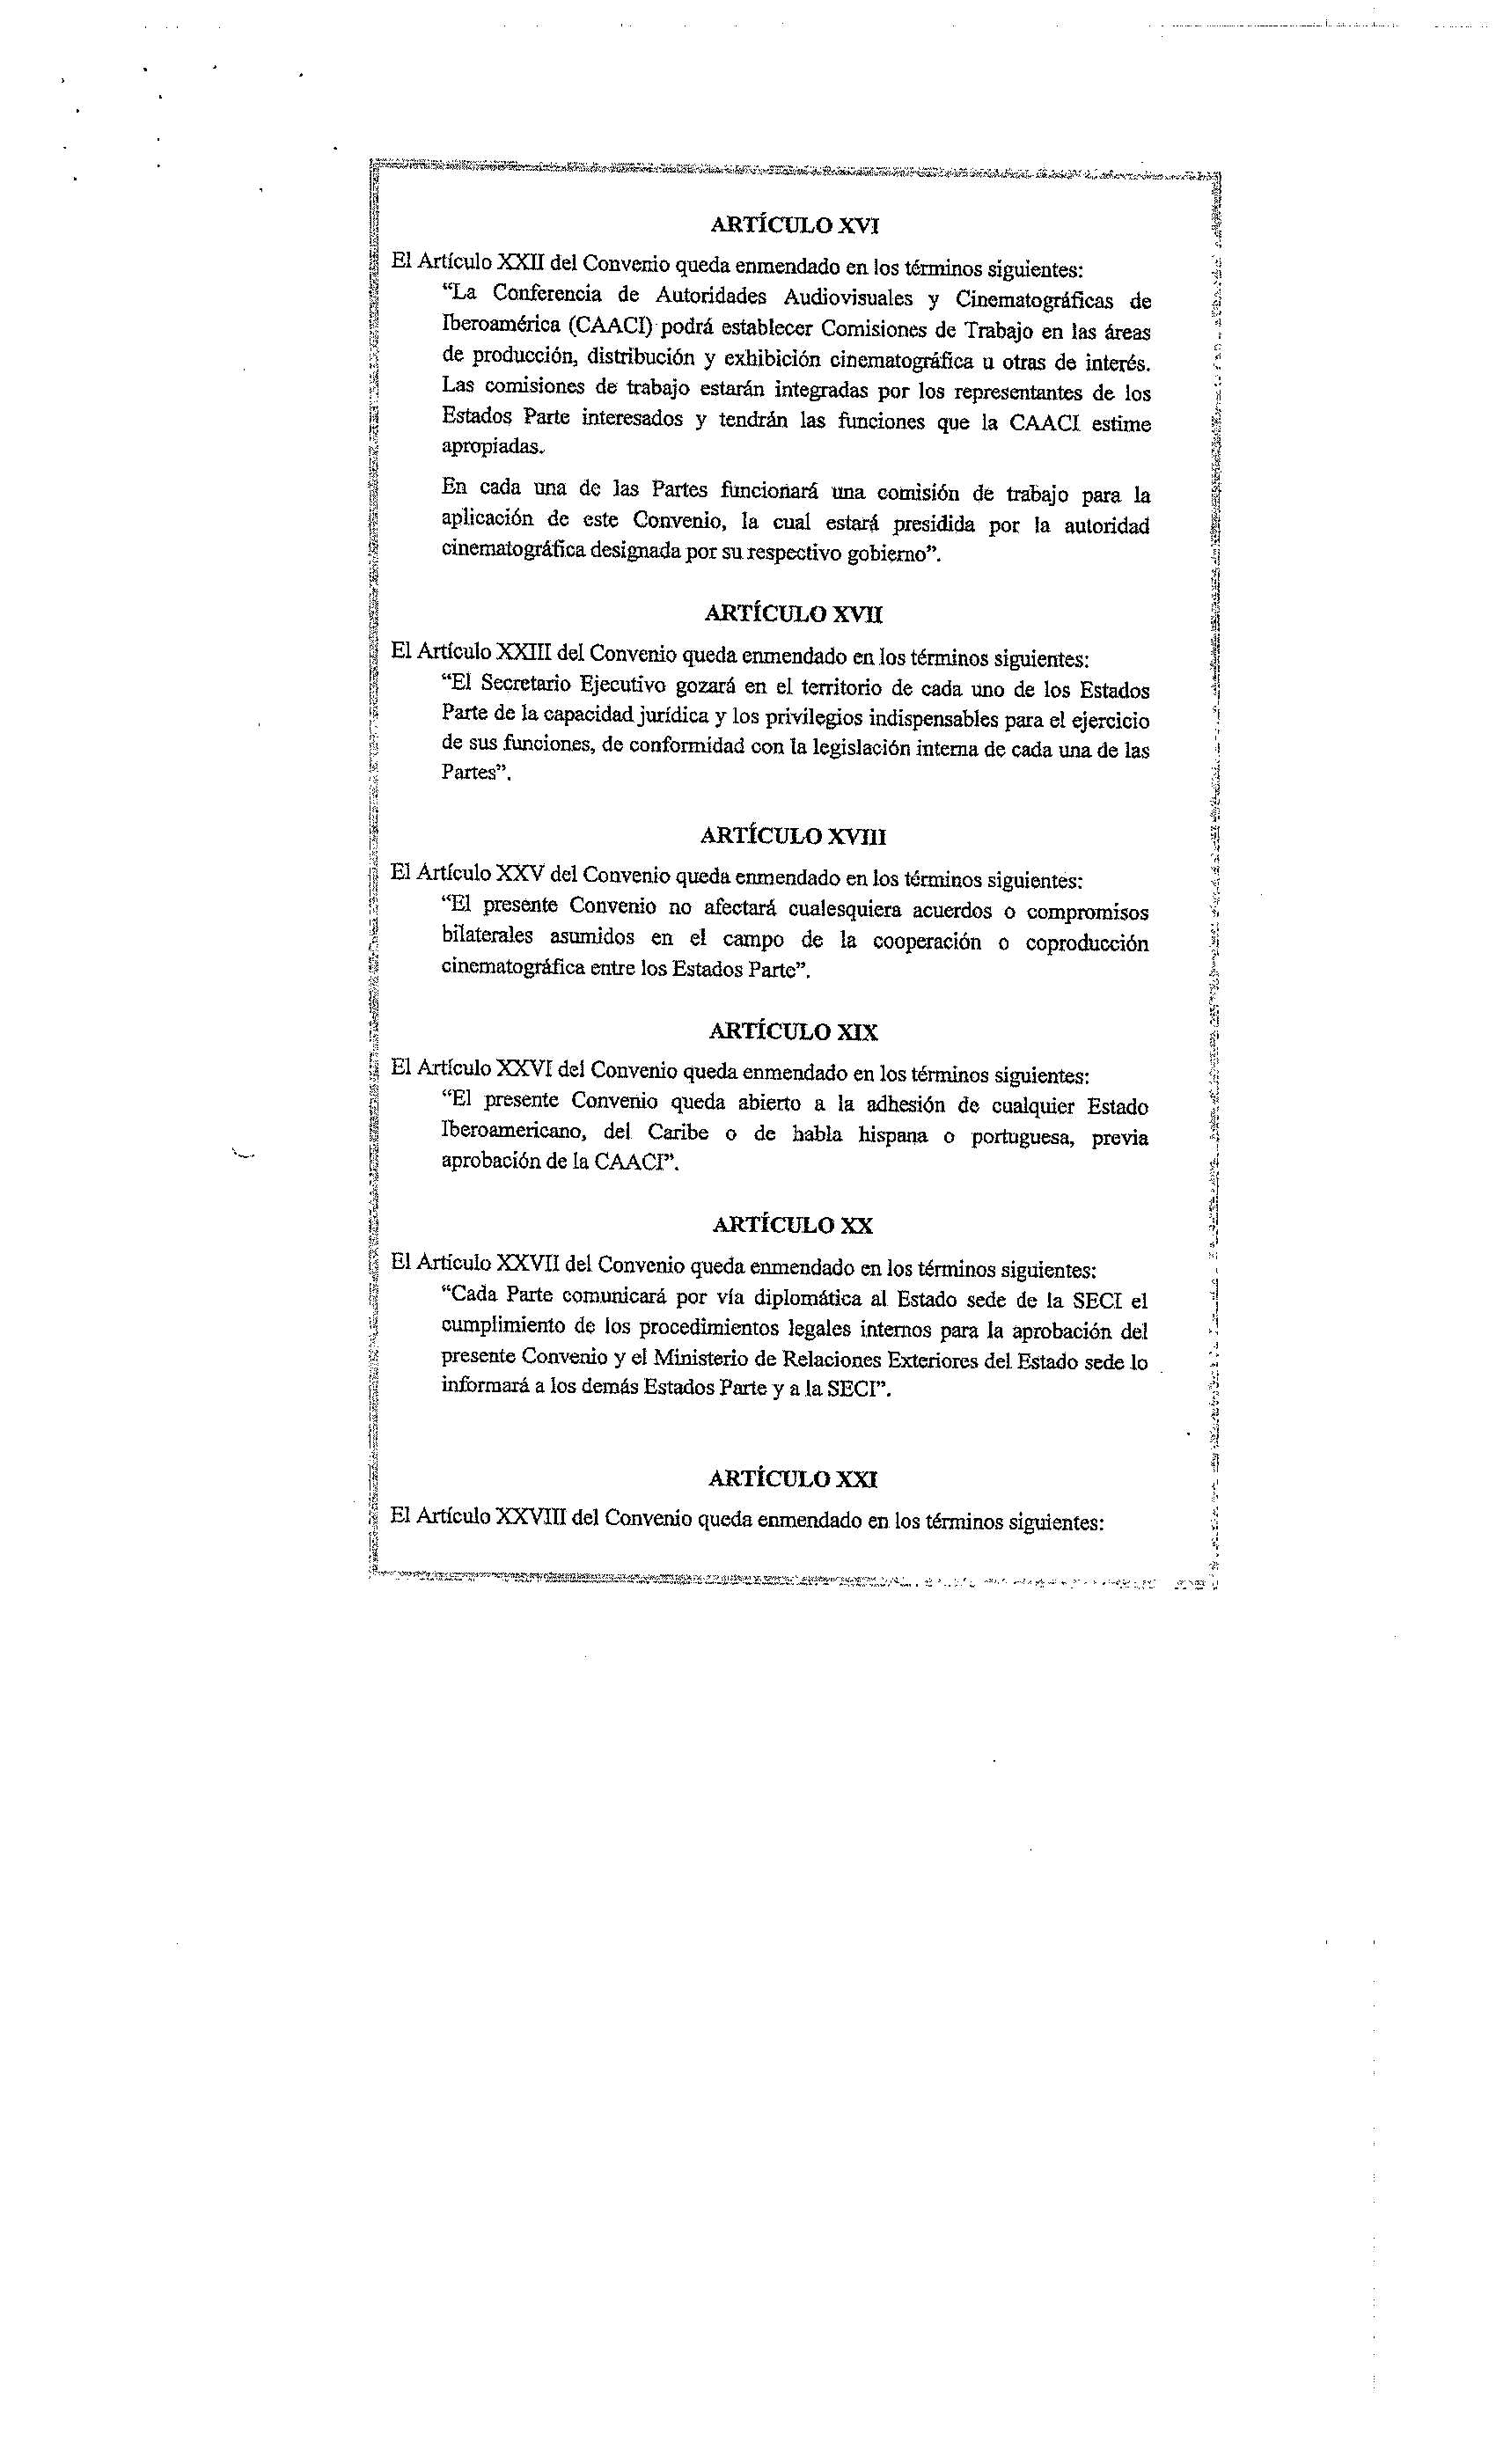 ARTÍCULO XVI
El Artículo XXII del Convenio queda enmendado en los términos siguientes:
“La Conferencia de Autoridades Audiovisuales y Cinematográficas de
Iberoamérica (CAACI) podrá establecer Comisiones de Trabajo en las áreas
de producción, distribución y exhibición cinematográfica u otras de interés.
Las comisiones de trabajo estarán integradas por los representantes de los
Estados Parte interesados y tendrán las funciones que la CAACI estime
apropiadas.
En cada una de las Partes funcionará una comisión de trabajo para la
aplicación de este Convenio, la cual estará presidida por la autoridad
cinematográfica designada por su respectivo gobierno”.
ARTÍCULO XVII
El Artículo XXIII del Convenio queda enmendado en los términos siguientes:
“El Secretario Ejecutivo gozará en el territorio de cada uno de los Estados
Parte de la capacidad jurídica y los privilegios indispensables para el ejercicio
de sus funciones, de conformidad con la legislación interna de cada una de las
Partes”.
ARTÍCULO XVIII
El Artículo XXV del Convenio queda enmendado en los términos siguientes:
“El presente Convenio no afectará cualesquiera acuerdos o compromisos
bilaterales asumidos en el campo de la cooperación o coproducción
cinematográfica entre los Estados Parte”.
ARTÍCULO XIX
El Artículo XXVI del Convenio queda enmendado en los términos siguientes:
“El presente Convenio queda abierto a la adhesión de cualquier Estado
Iberoamericano, del Caribe o de habla hispana o portuguesa, previa
aprobación de la CAACI”.
ARTÍCULO XX
El Artículo XXVII del Convenio queda enmendado en los términos siguientes:
“Cada Parte comunicará por vía diplomática al Estado sede de la SECI el
cumplimiento de los procedimientos legales internos para la aprobación del
presente Convenio y el Ministerio de Relaciones Exteriores del Estado sede lo
informará a los demás Estados Parte y a la SECI”.
ARTÍCULO XXI
El Artículo XXVIII del Convenio queda enmendado en los términos siguientes: